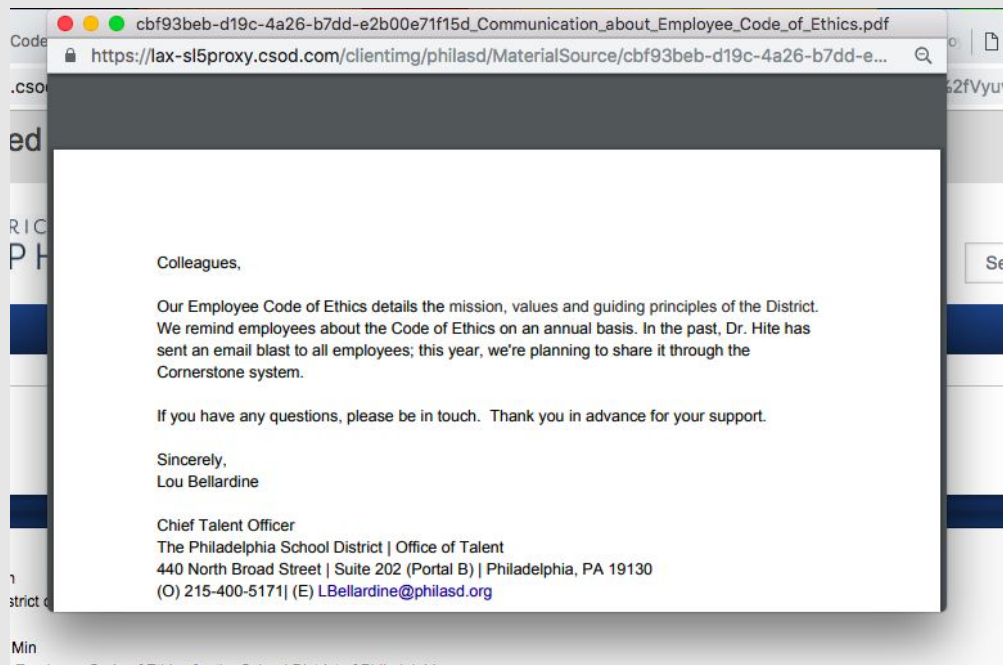 cbf93beb-d19c-4a26-b7dd-e2b00e71f15d_Communication_about_Employee_Code_of_Ethics.pdf
Code
https://lax-sl5proxy.csod.com/clientimg/philasd/MaterialSource/cbf93beb-d19c-4a26-b7dd-e...
.cso
ed
RIC
PH
Se
Colleagues,
Our Employee Code of Ethics details the mission, values and guiding principles of the District.
We remind employees about the Code of Ethics on an annual basis. In the past, Dr. Hite has
sent an email blast to all employees; this year, we're planning to share it through the
Cornerstone system.
If you have any questions, please be in touch.  Thank you in advance for your support.
Sincerely,
Lou Bellardine
Chief Talent Officer
The Philadelphia School District | Office of Talent
440 North Broad Street | Suite 202 (Portal B) | Philadelphia, PA 19130
(O) 215-400-5171| (E) LBellardine@philasd.org
strict
Min